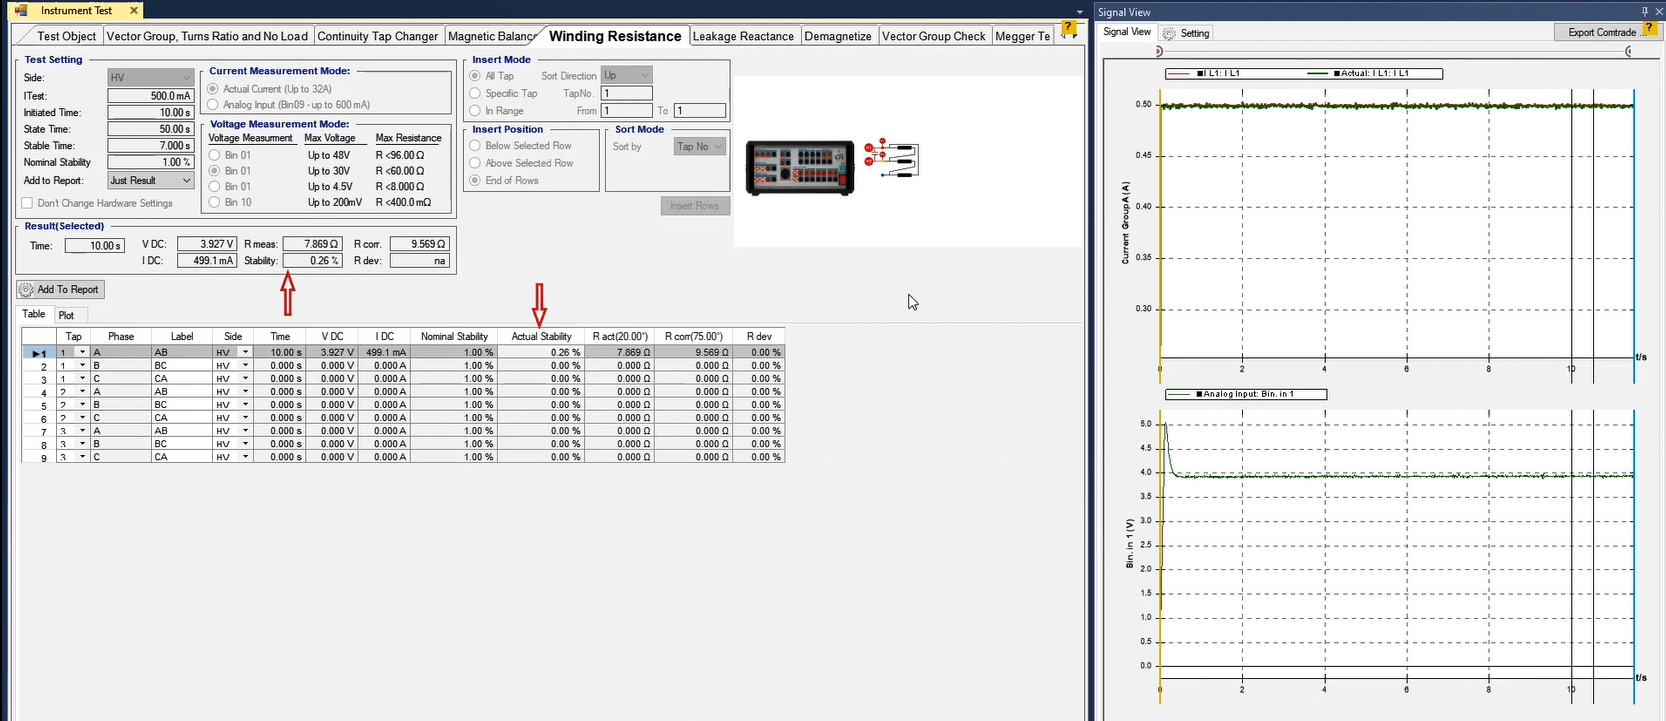 Instrument Test
Test Object Vector Group, Turns Ratio and No Load Continuity Tap Changer Magnetic Balanc Winding Resistance Leakage Reactance Demagnetize Vector Group Check Megger Te
Test Setting
Side: HV
ITest: 500.0 mA
Initiated Time: 10.00 s
State Time: 50.00 s
Stable Time: 7.000 s
Nominal Stability 1.00 %
Add to Report: Just Result
Don't Change Hardware Settings
Current Measurement Mode:
Actual Current (Up to 32A)
Analog Input (Bin09 - up to 600 mA)
Voltage Measurement Mode:
Voltage Measurment Max Voltage Max Resistance
Bin 01 Up to 48V R <96.00 Ω
Bin 01 Up to 30V R <60.00 Ω
Bin 01 Up to 4.5V R <8.000 Ω
Bin 10 Up to 200mV R <400.0 mΩ
Insert Mode
All Tap Sort Direction Up
Specific Tap TapNo. 1
In Range From 1 To 1
Insert Position
Below Selected Row
Above Selected Row
End of Rows
Sort Mode
Sort by Tap No
Insert Rows
Result(Selected)
Time: 10.00 s V DC: 3.927 V R meas: 7.869 Ω R corr. 9.569 Ω
I DC: 499.1 mA Stability: 0.26 % R dev: na
Add To Report
Table Plot
Tap Phase Label Side Time V DC I DC Nominal Stability Actual Stability R act(20.00°) R corr(75.00°) R dev
1 1 A AB HV 10.00 s 3.927 V 499.1 mA 1.00 % 0.26 % 7.869 Ω 9.569 Ω 0.00 %
2 1 B BC HV 0.000 s 0.000 V 0.000 A 1.00 % 0.00 % 0.000 Ω 0.000 Ω 0.00 %
3 1 C CA HV 0.000 s 0.000 V 0.000 A 1.00 % 0.00 % 0.000 Ω 0.000 Ω 0.00 %
4 2 A AB HV 0.000 s 0.000 V 0.000 A 1.00 % 0.00 % 0.000 Ω 0.000 Ω 0.00 %
5 2 B BC HV 0.000 s 0.000 V 0.000 A 1.00 % 0.00 % 0.000 Ω 0.000 Ω 0.00 %
6 2 C CA HV 0.000 s 0.000 V 0.000 A 1.00 % 0.00 % 0.000 Ω 0.000 Ω 0.00 %
7 3 A AB HV 0.000 s 0.000 V 0.000 A 1.00 % 0.00 % 0.000 Ω 0.000 Ω 0.00 %
8 3 B BC HV 0.000 s 0.000 V 0.000 A 1.00 % 0.00 % 0.000 Ω 0.000 Ω 0.00 %
9 3 C CA HV 0.000 s 0.000 V 0.000 A 1.00 % 0.00 % 0.000 Ω 0.000 Ω 0.00 %
Signal View
Signal View Setting Export Comtrade ...
I L1: I L1 Actual: I L1: I L1
Current Group A (A)
0.50
0.45
0.40
0.35
0.30
0 2 4 6 8 10 t/s
Analog Input: Bin. in 1
Bin. in 1 (V)
5.0
4.5
4.0
3.5
3.0
2.5
2.0
1.5
1.0
0.5
0.0
0 2 4 6 8 10 t/s